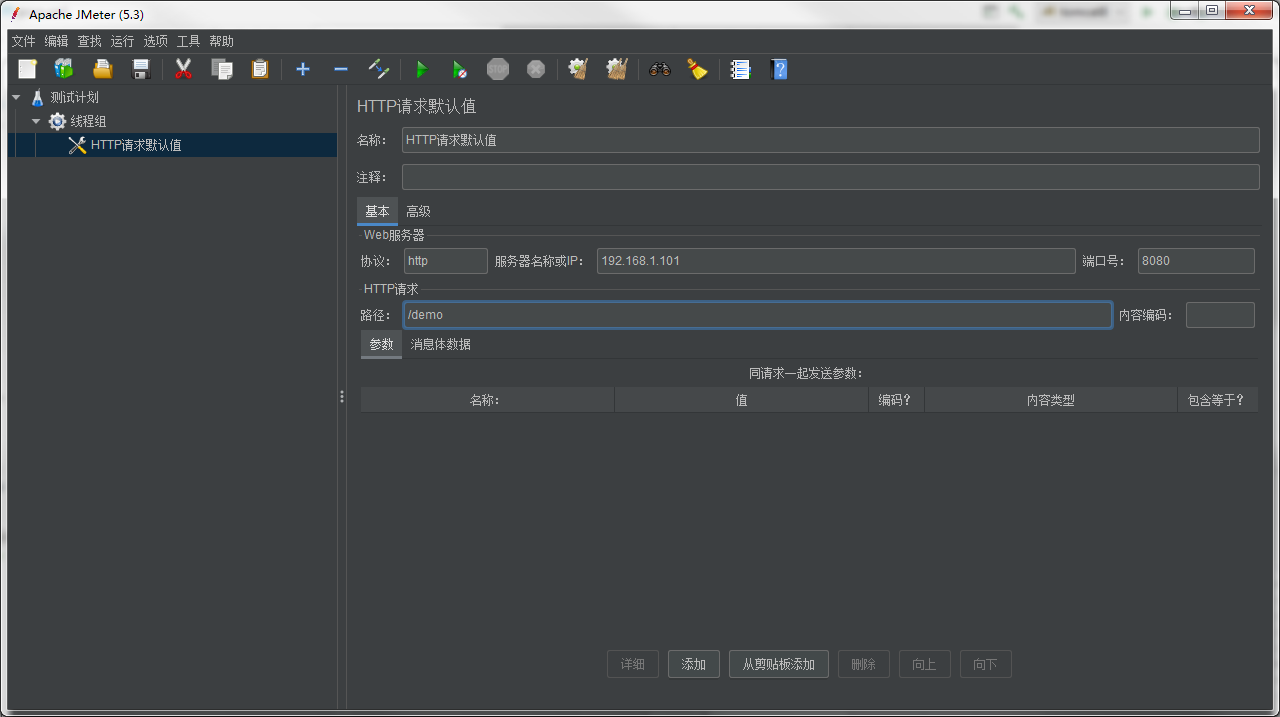 Apache JMeter (5.3)
文件 编辑 查找 运行 选项 工具 帮助
STOP
测试计划
线程组
HTTP请求默认值
HTTP请求默认值
名称： HTTP请求默认值
注释：
基本 高级
Web服务器
协议： http 服务器名称或IP： 192.168.1.101 端口号： 8080
HTTP请求
路径： /demo 内容编码：
参数 消息体数据
同请求一起发送参数：
名称： 值 编码？ 内容类型 包含等于？
详细 添加 从剪贴板添加 删除 向上 向下